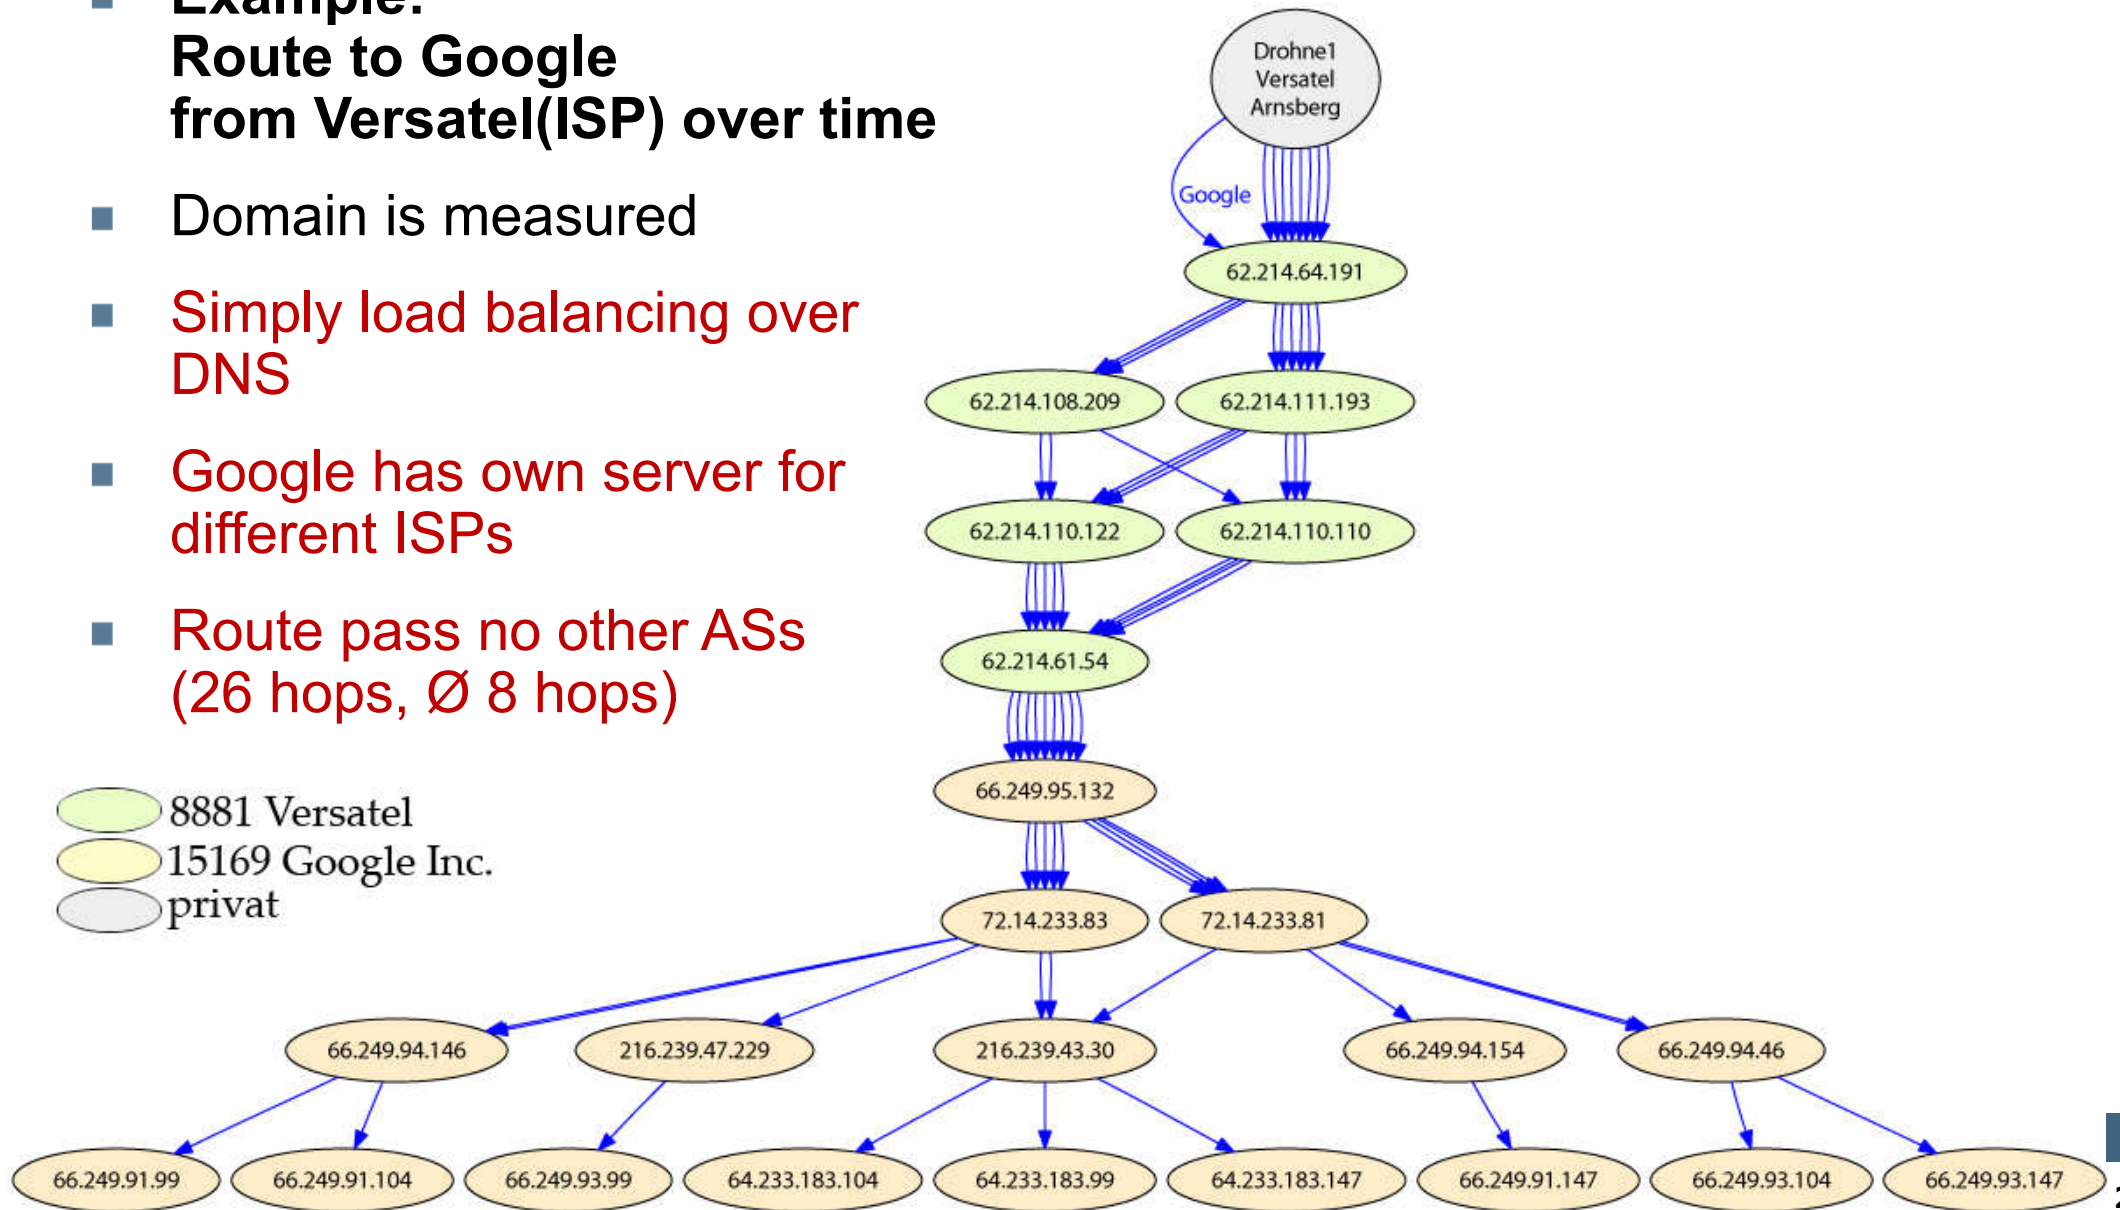 Example:
Route to Google
from Versatel(ISP) over time
Domain is measured
Simply load balancing over
DNS
Google has own server for
different ISPs
Route pass no other ASs
(26 hops, Ø 8 hops)
8881 Versatel
15169 Google Inc.
privat
Drohne1
Versatel
Arnsberg
Google
62.214.64.191
62.214.108.209
62.214.111.193
62.214.110.122
62.214.110.110
62.214.61.54
66.249.95.132
72.14.233.83
72.14.233.81
66.249.94.146
216.239.47.229
216.239.43.30
66.249.94.154
66.249.94.46
66.249.91.99
66.249.91.104
66.249.93.99
64.233.183.104
64.233.183.99
64.233.183.147
66.249.91.147
66.249.93.104
66.249.93.147